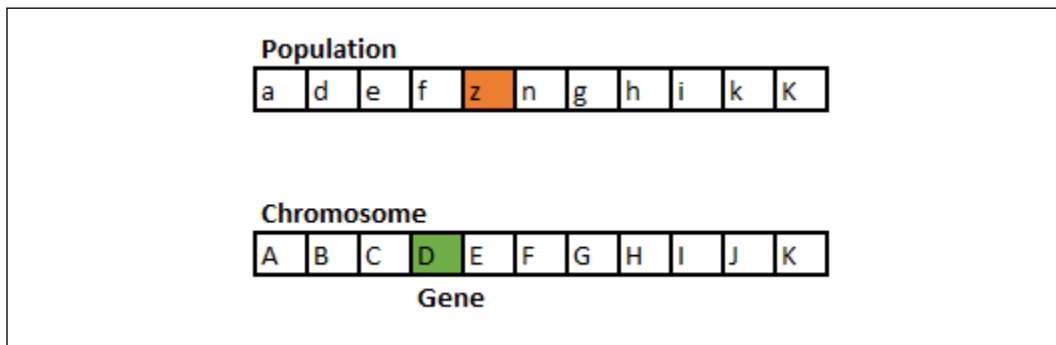 Population
a d e f z n g h i k K
Chromosome
A B C D E F G H I J K
Gene